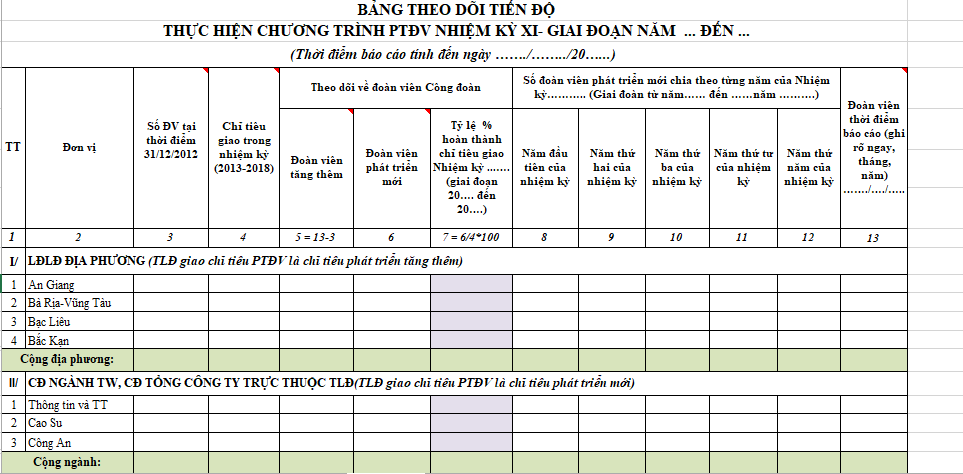 BẢNG THEO DÕI TIẾN ĐỘ
THỰC HIỆN CHƯƠNG TRÌNH PTĐV NHIỆM KỲ XI- GIAI ĐOẠN NĂM ... ĐẾN ...
(Thời điểm báo cáo tính đến ngày ……./……../20…...)
TT
Đơn vị
Số ĐV tại
thời điểm
31/12/2012
Chỉ tiêu
giao trong
nhiệm kỳ
(2013-2018)
Theo dõi về đoàn viên Công đoàn
Đoàn viên
tăng thêm
Đoàn viên
phát triển
mới
Tỷ lệ %
hoàn thành
chỉ tiêu giao
Nhiệm kỳ .......
(giai đoạn
20…. đến
20….)
Số đoàn viên phát triển mới chia theo từng năm của Nhiệm
kỳ……….. (Giai đoạn từ năm…... đến ……năm ……….)
Năm đầu
tiên của
nhiệm kỳ
Năm thứ
hai của
nhiệm kỳ
Năm thứ
ba của
nhiệm kỳ
Năm thứ tư
của nhiệm
kỳ
Năm thứ
năm của
nhiệm kỳ
Đoàn viên
thời điểm
báo cáo (ghi
rõ ngay,
tháng,
năm)
……./…./…..
1 2 3 4 5 = 13-3 6 7 = 6/4*100 8 9 10 11 12 13
I/ LĐLĐ ĐỊA PHƯƠNG (TLĐ giao chỉ tiêu PTĐV là chỉ tiêu phát triển tăng thêm)
1 An Giang
2 Bà Rịa-Vũng Tàu
3 Bạc Liêu
4 Bắc Kạn
Cộng địa phương:
II/ CĐ NGÀNH TW, CĐ TỔNG CÔNG TY TRỰC THUỘC TLĐ(TLĐ giao chỉ tiêu PTĐV là chỉ tiêu phát triển mới)
1 Thông tin và TT
2 Cao Su
3 Công An
Cộng ngành: